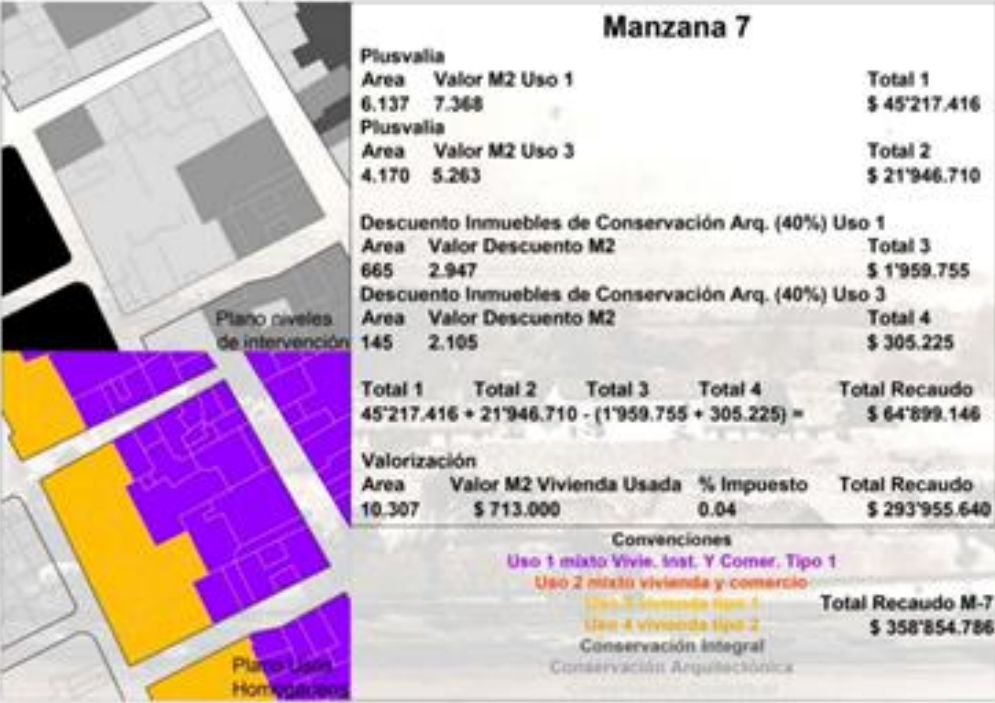 Manzana 7
Plusvalia
Area Valor M2 Uso 1 Total 1
6.137 7.368 $ 45'217.416
Plusvalia
Area Valor M2 Uso 3 Total 2
4.170 5.263 $ 21'946.710
Descuento Inmuebles de Conservación Arq. (40%) Uso 1
Area Valor Descuento M2 Total 3
665 2.947 $ 1'959.755
Descuento Inmuebles de Conservación Arq. (40%) Uso 3
Area Valor Descuento M2 Total 4
145 2.105 $ 305.225
Plano niveles
de intervención
Total 1 Total 2 Total 3 Total 4 Total Recaudo
45'217.416 + 21'946.710 - (1'959.755 + 305.225) = $ 64'899.146
Valorización
Area Valor M2 Vivienda Usada % Impuesto Total Recaudo
10.307 $ 713.000 0.04 $ 293'955.640
Convenciones
Uso 1 mixto Vivie. Inst. Y Comer. Tipo 1
Uso 2 mixto vivienda y comercio
Uso 3 vivienda tipo 1
Uso 4 vivienda tipo 2
Conservación Integral
Conservación Arquitectónica
Total Recaudo M-7
$ 358'854.786
Plano Usos
Homogeneos